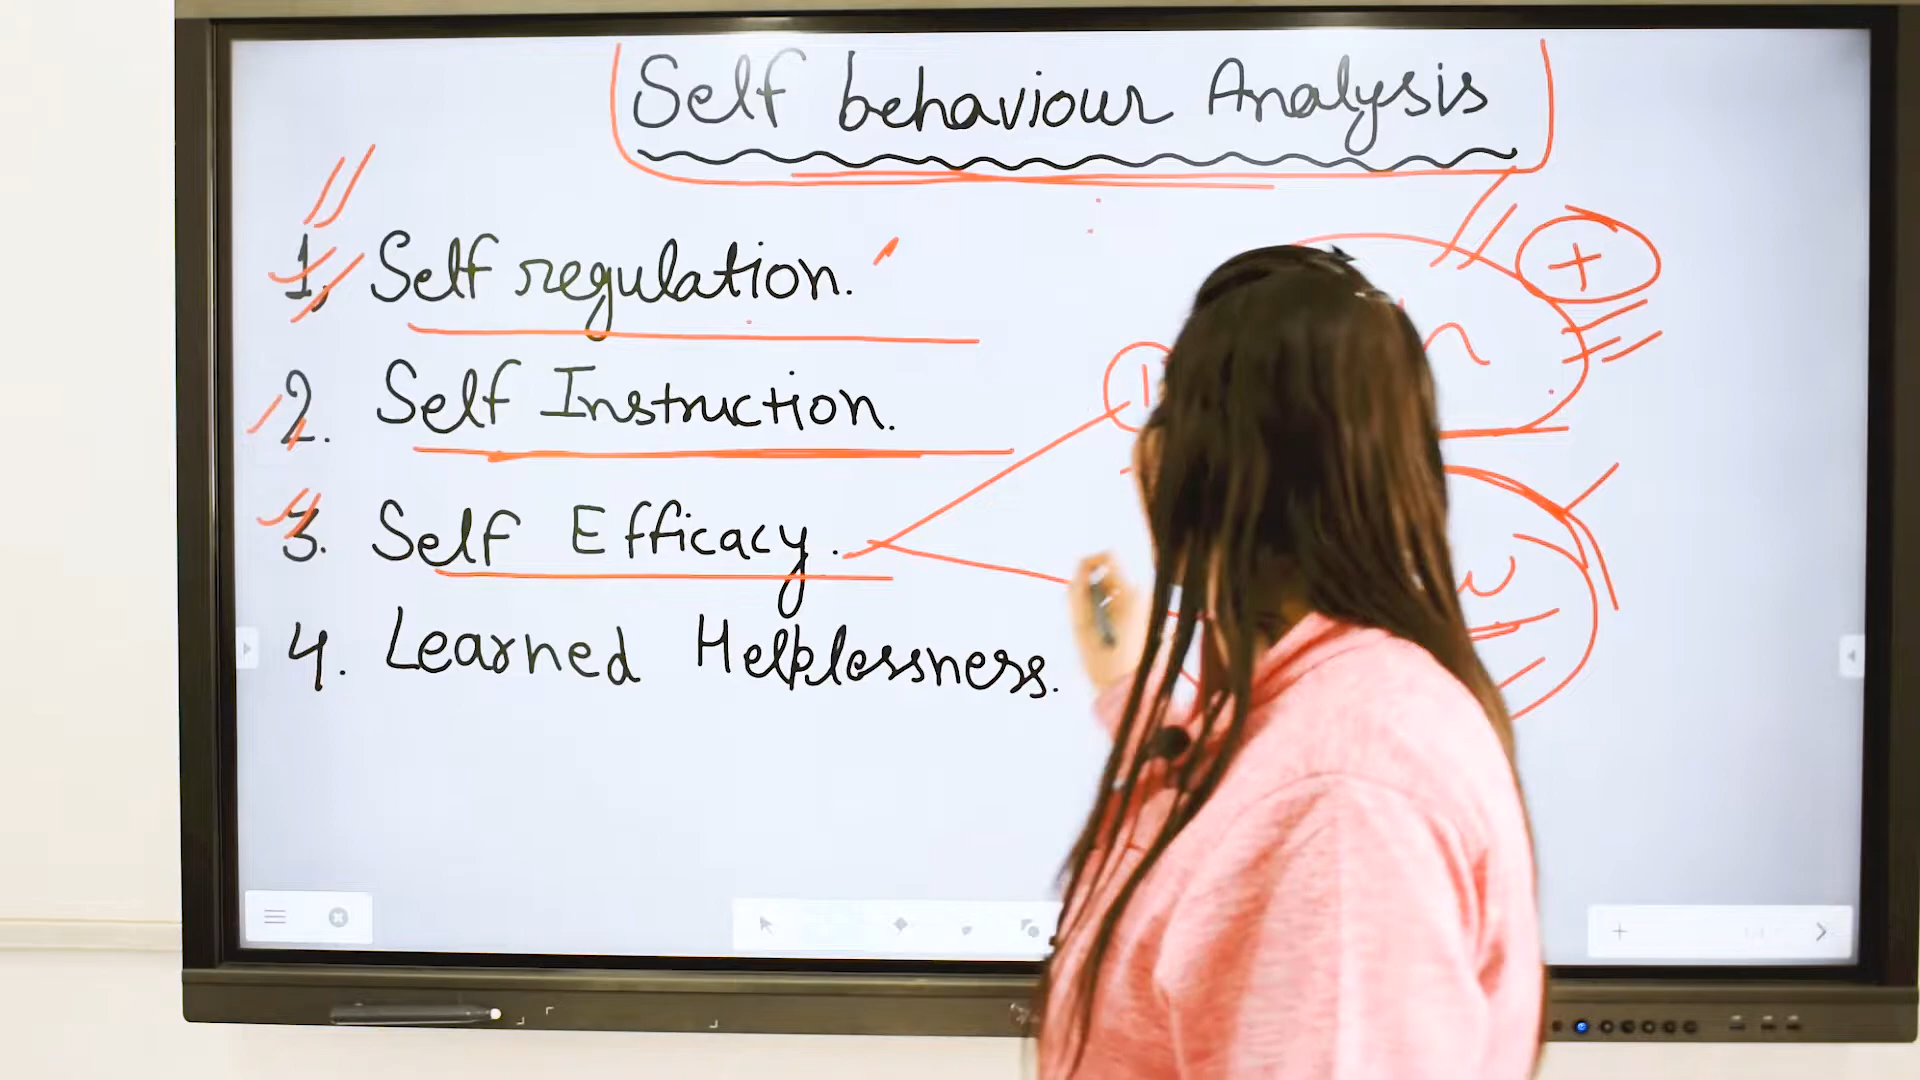 Self behaviour Analysis
1, Self regulation.
2. Self Instruction.
3. Self Efficacy.
4. Learned Helplessness.
+